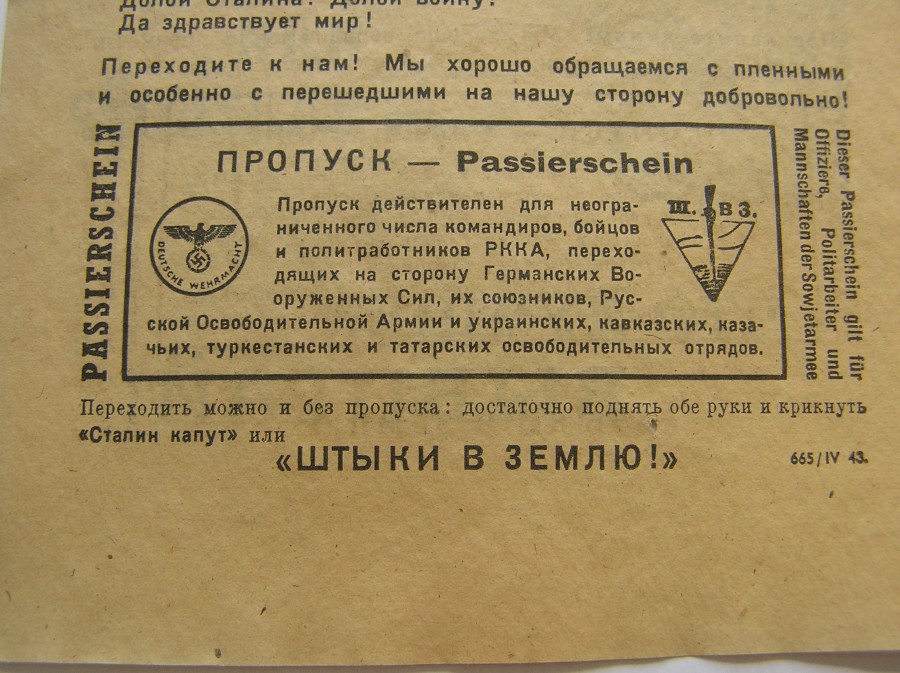 Долой Сталина! Долой войну!
Да здравствует мир!
Переходите к нам! Мы хорошо обращаемся с пленными
и особенно с перешедшими на нашу сторону добровольно!
PASSIERSCHEIN
ПРОПУСК — Passierschein
DEUTSCHE WEHRMACHT
Пропуск действителен для неогра-
ниченного числа командиров, бойцов
и политработников РККА, перехо-
дящих на сторону Германских Во-
оруженных Сил, их союзников, Рус-
ской Освободительной Армии и украинских, кавказских, каза-
чьих, туркестанских и татарских освободительных отрядов.
Ш. В З.
Dieser Passierschein gilt für
Offiziere, Politarbeiter und
Mannschaften der Sowjetarmee
Переходить можно и без пропуска: достаточно поднять обе руки и крикнуть
«Сталин капут» или
«ШТЫКИ В ЗЕМЛЮ!»
665/IV 43.